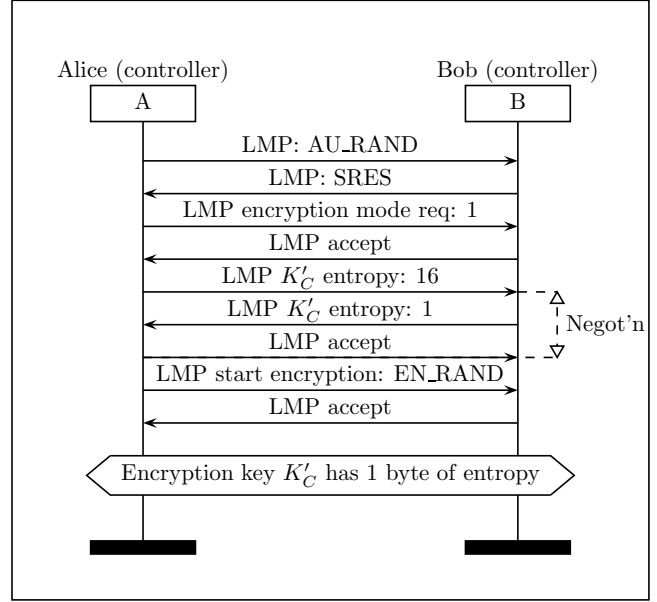 Alice (controller) Bob (controller)
A B
LMP: AU_RAND
LMP: SRES
LMP encryption mode req: 1
LMP accept
LMP K′C entropy: 16
LMP K′C entropy: 1
Negot'n
LMP accept
LMP start encryption: EN_RAND
LMP accept
Encryption key K′C has 1 byte of entropy